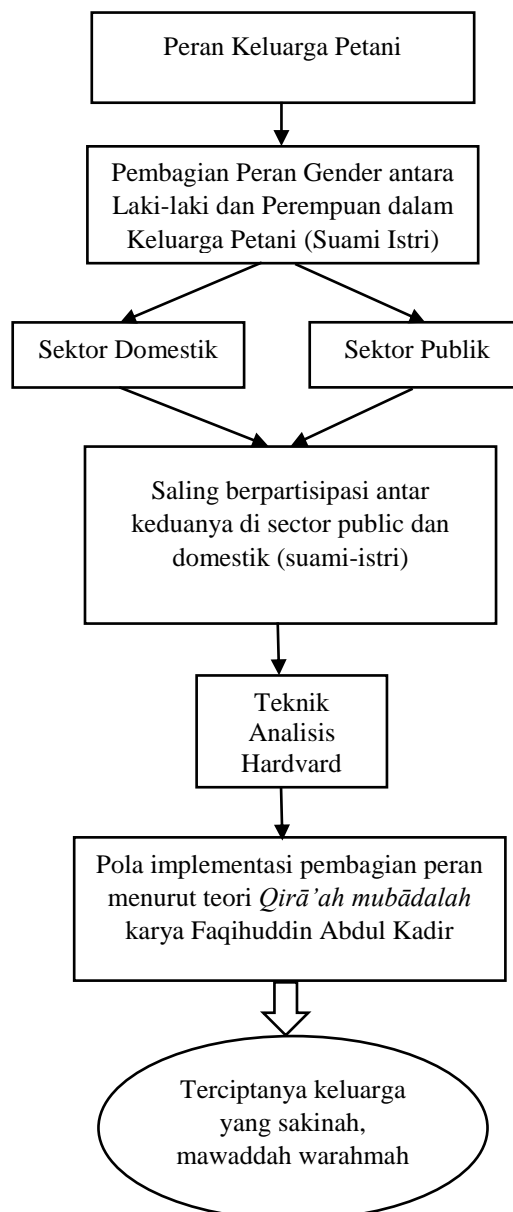 Peran Keluarga Petani
Pembagian Peran Gender antara
Laki-laki dan Perempuan dalam
Keluarga Petani (Suami Istri)
Sektor Domestik
Sektor Publik
Saling berpartisipasi antar
keduanya di sector public dan
domestik (suami-istri)
Teknik
Analisis
Hardvard
Pola implementasi pembagian peran
menurut teori Qirā’ah mubādalah
karya Faqihuddin Abdul Kadir
Terciptanya keluarga
yang sakinah,
mawaddah warahmah